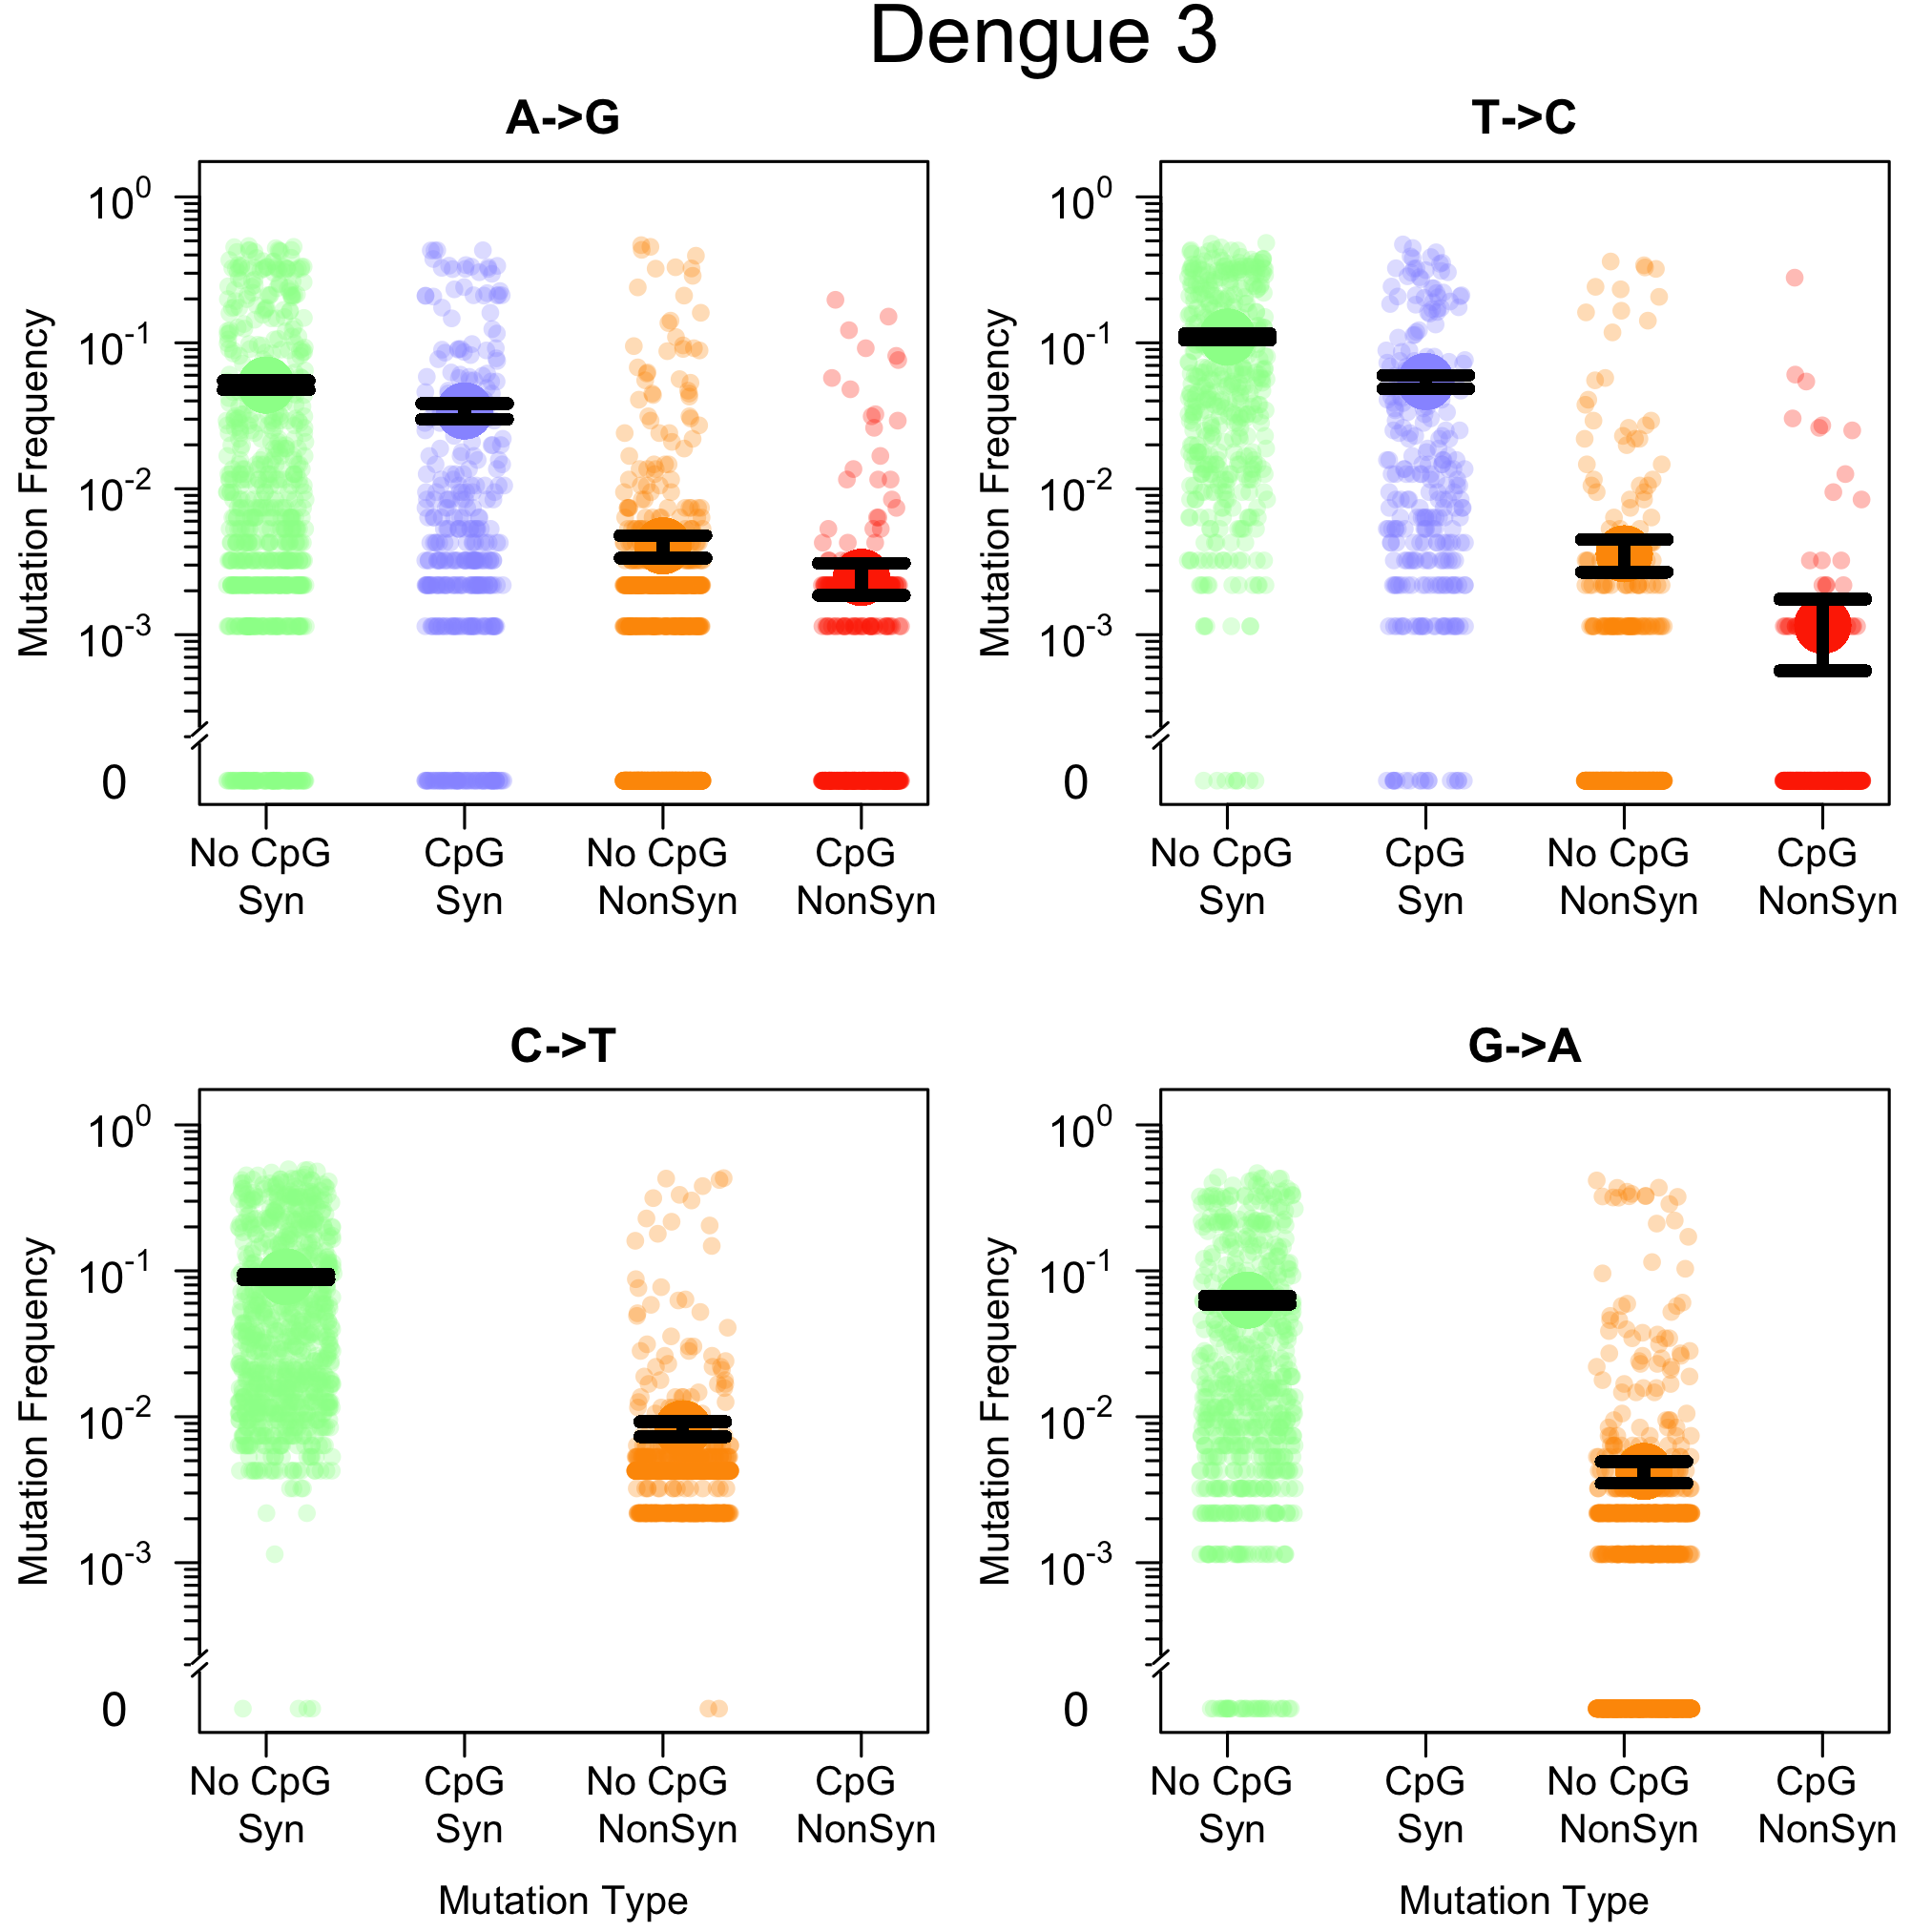 Dengue 3
A->G
Mutation Frequency
10^0
10^-1
10^-2
10^-3
0
No CpG Syn
CpG Syn
No CpG NonSyn
CpG NonSyn
T->C
Mutation Frequency
10^0
10^-1
10^-2
10^-3
0
No CpG Syn
CpG Syn
No CpG NonSyn
CpG NonSyn
C->T
Mutation Frequency
10^0
10^-1
10^-2
10^-3
0
No CpG Syn
CpG Syn
No CpG NonSyn
CpG NonSyn
Mutation Type
G->A
Mutation Frequency
10^0
10^-1
10^-2
10^-3
0
No CpG Syn
CpG Syn
No CpG NonSyn
CpG NonSyn
Mutation Type